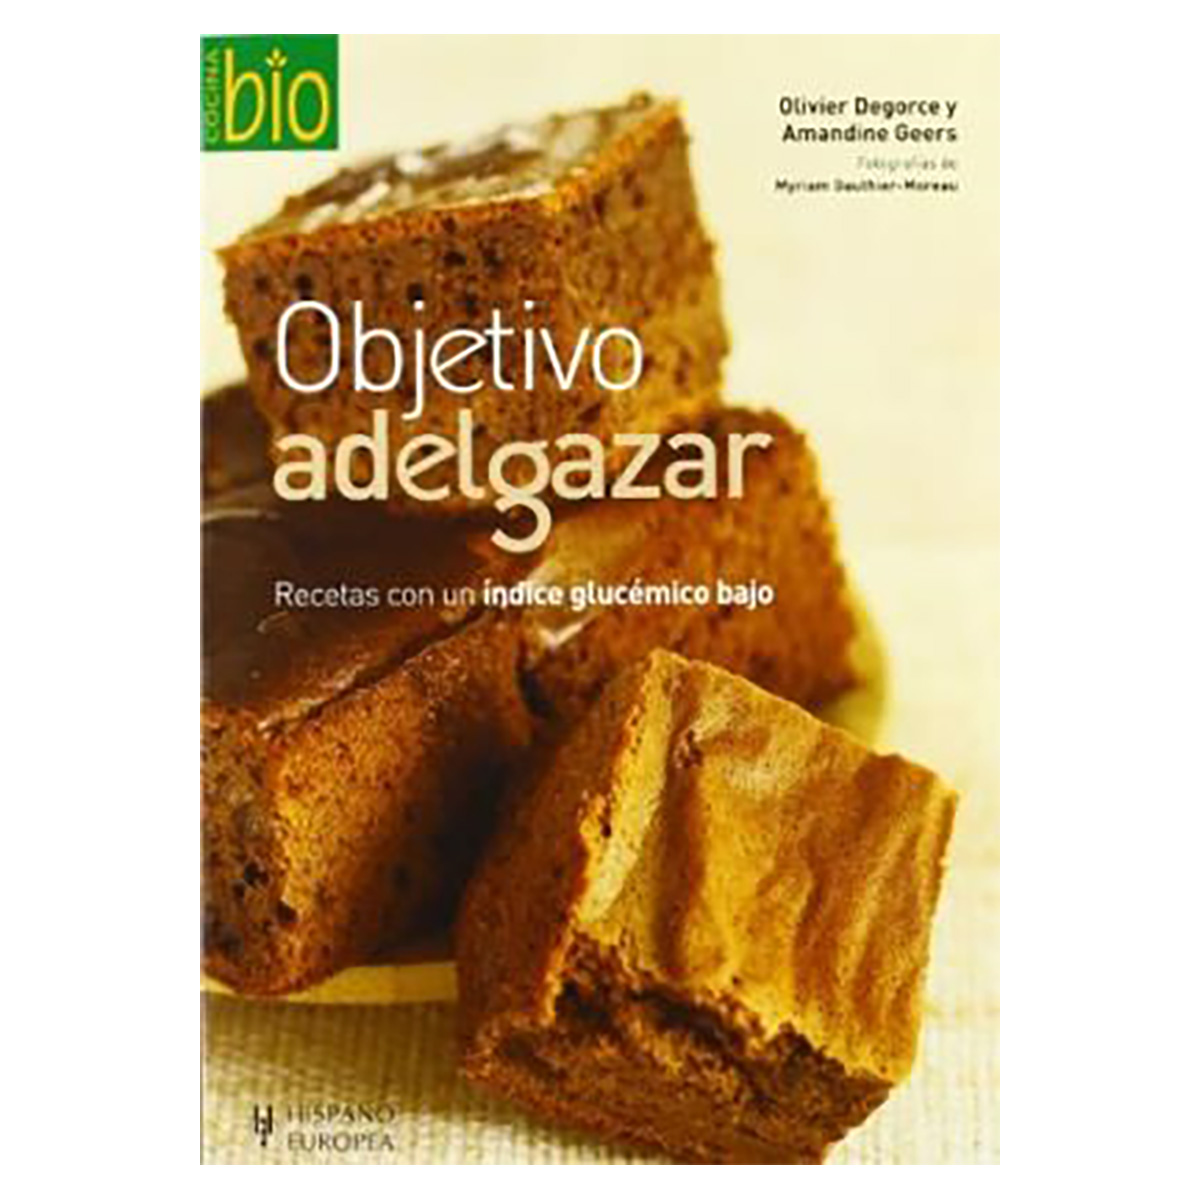 COCINA
bio
Olivier Degorce y
Amandine Geers
Fotografías de
Myriam Gauthier-Moreau
Objetivo
adelgazar
Recetas con un índice glucémico bajo
HISPANO
EUROPEA